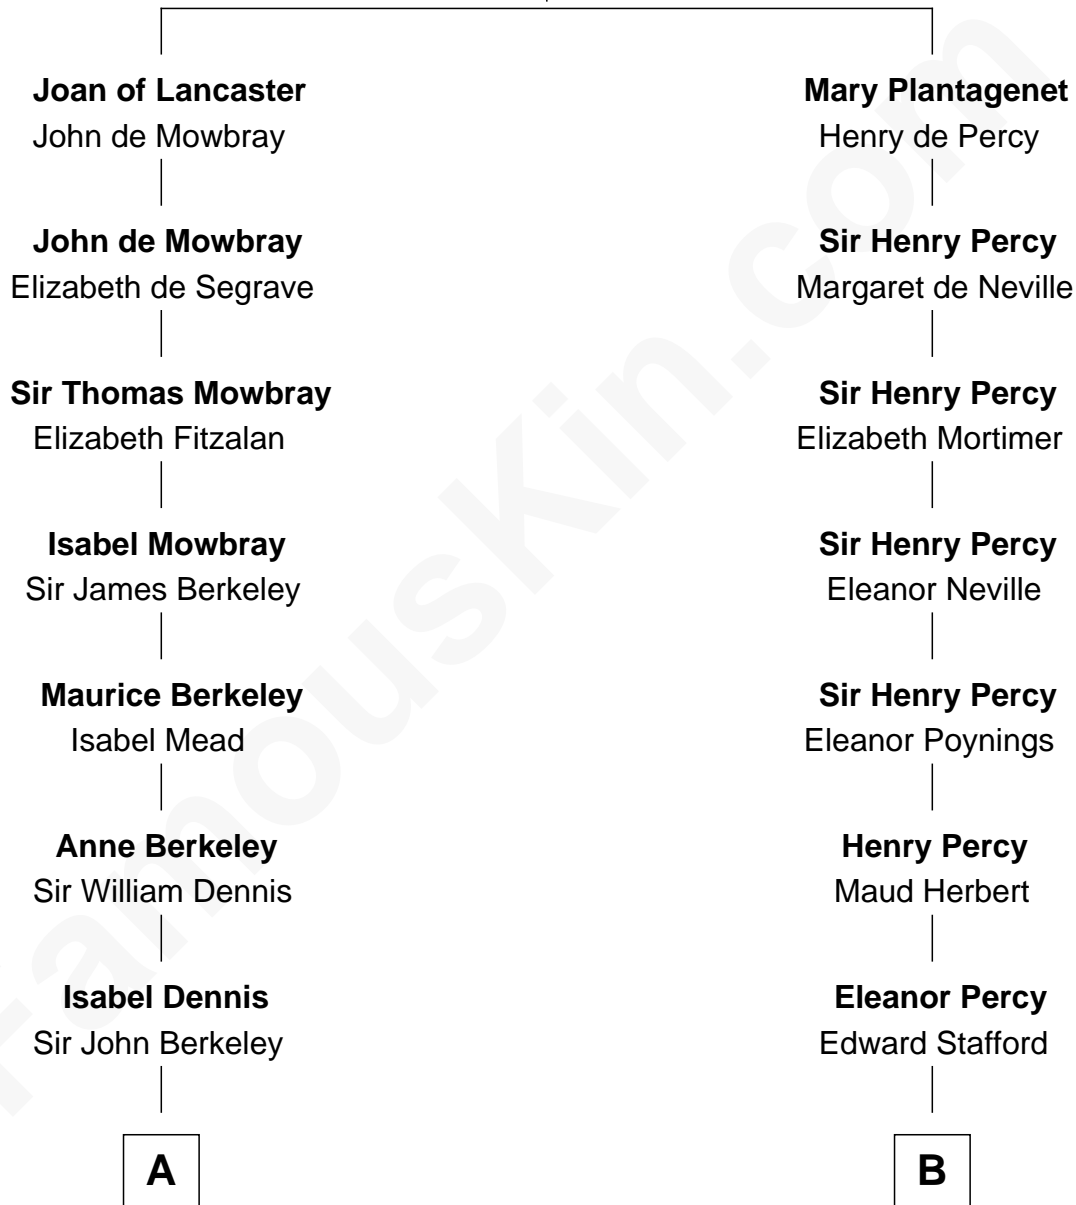 Joan of Lancaster
John de Mowbray
John de Mowbray
Elizabeth de Segrave
Sir Thomas Mowbray
Elizabeth Fitzalan
Isabel Mowbray
Sir James Berkeley
Maurice Berkeley
Isabel Mead
Anne Berkeley
Sir William Dennis
Isabel Dennis
Sir John Berkeley
A
Mary Plantagenet
Henry de Percy
Sir Henry Percy
Margaret de Neville
Sir Henry Percy
Elizabeth Mortimer
Sir Henry Percy
Eleanor Neville
Sir Henry Percy
Eleanor Poynings
Henry Percy
Maud Herbert
Eleanor Percy
Edward Stafford
B
FamousKin.com